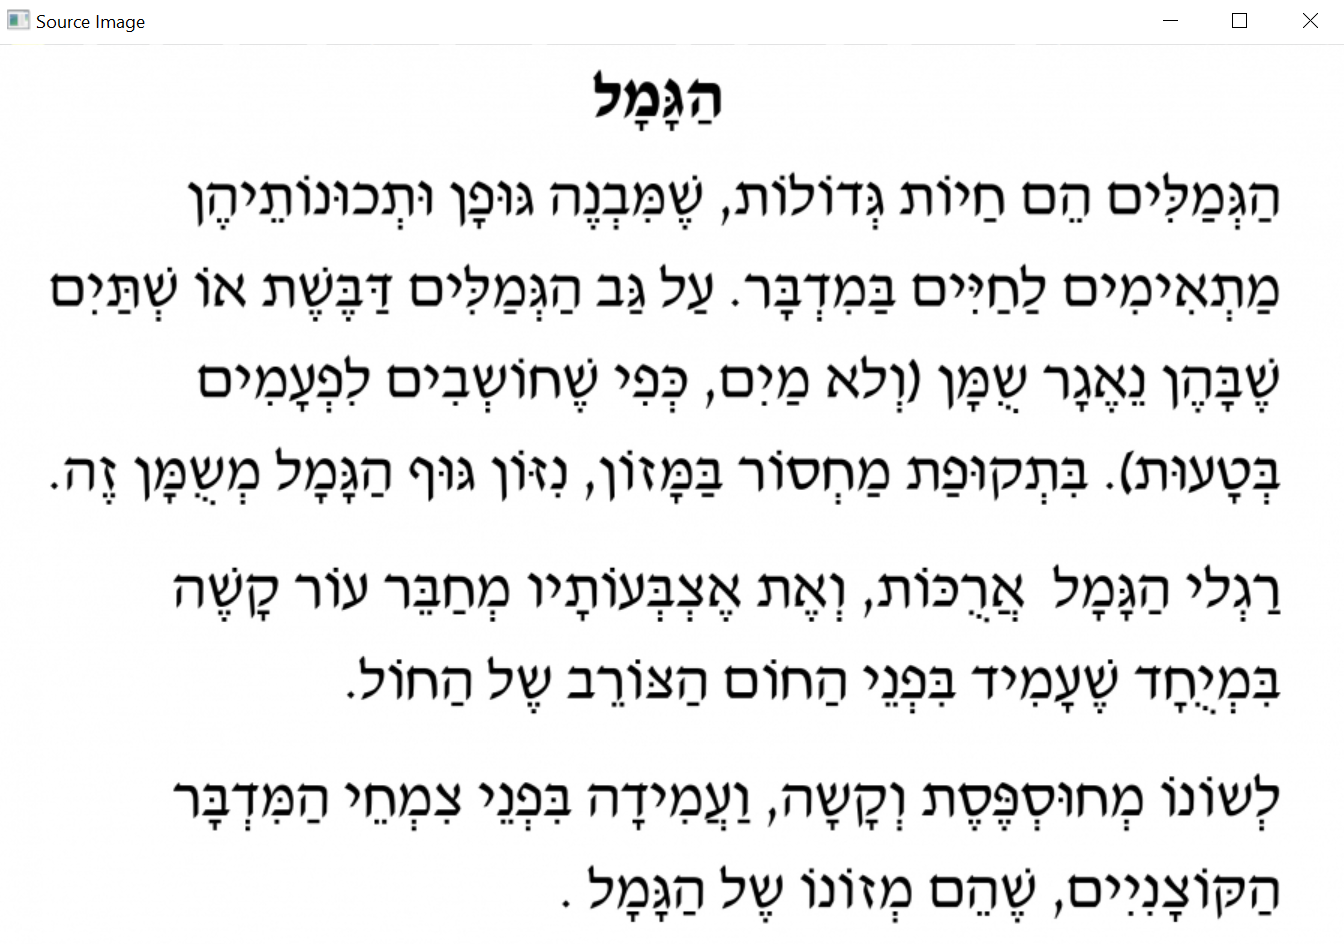 Source Image
הַגָּמָל
הַגְּמַלִּים הֵם חַיּוֹת גְּדוֹלוֹת, שֶׁמִּבְנֶה גּוּפָן וּתְכוּנוֹתֵיהֶן
מַתְאִימִים לַחַיִּים בַּמִדְבָּר. עַל גַּב הַגְּמַלִּים דַּבֶּשֶׁת אוֹ שְׁתַּיִם
שֶׁבָּהֶן נֵאֱגָר שֻׁמָּן (וְלֹא מַיִם, כְּפִי שֶׁחוֹשְׁבִים לִפְעָמִים
בְּטָעוּת). בִּתְקוּפַת מַחְסוֹר בַּמָּזוֹן, נִזּוֹן גּוּף הַגָּמָל מִשֻּׁמָּן זֶה.
רַגְלֵי הַגָּמָל אֲרֻכּוֹת, וְאֶת אֶצְבְּעוֹתָיו מְחַבֵּר עוֹר קָשֶׁה
בִּמְיֻחָד שֶׁעָמִיד בִּפְנֵי הַחוֹם הַצּוֹרֵב שֶׁל הַחוֹל.
לְשׁוֹנוֹ מְחוּסְפֶּסֶת וְקָשָׁה, וַעֲמִידָה בִּפְנֵי צִמְחֵי הַמִּדְבָּר
הַקּוֹצָנִיִּים, שֶׁהֵם מְזוֹנוֹ שֶׁל הַגָּמָל .